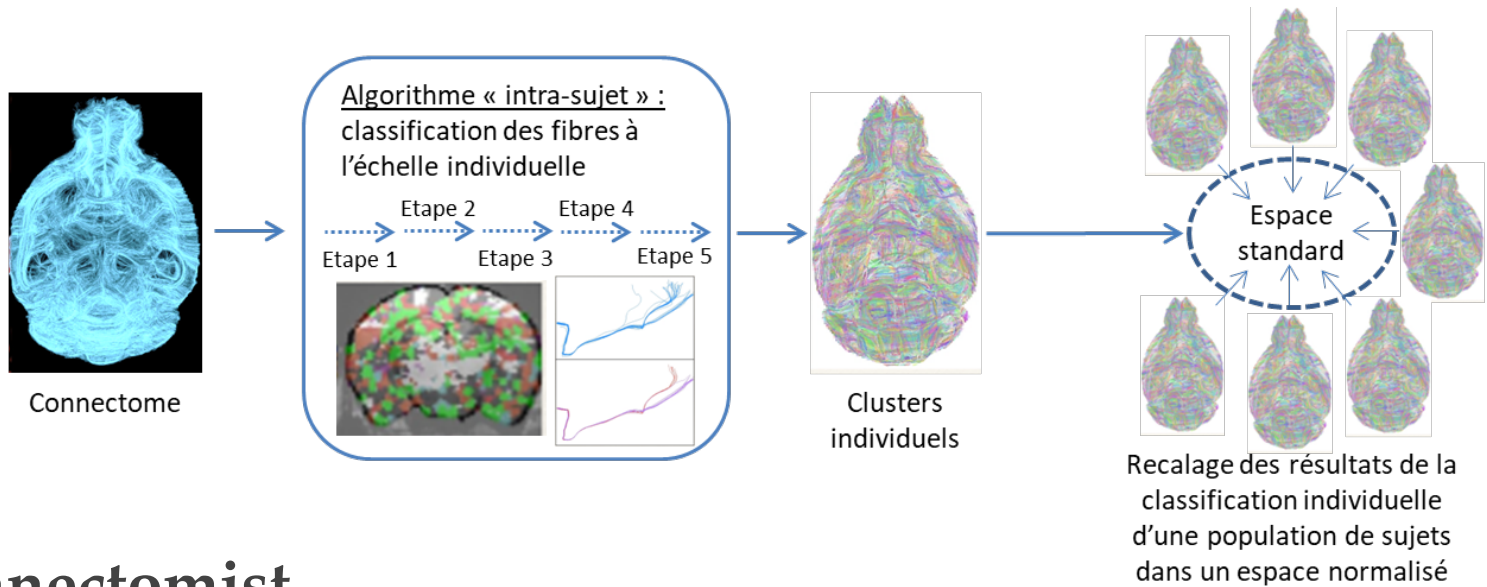 Algorithme « intra-sujet » :
classification des fibres à
l’échelle individuelle
Etape 2
Etape 4
Etape 1
Etape 3
Etape 5
Connectome
Clusters
individuels
Espace
standard
Recalage des résultats de la
classification individuelle
d’une population de sujets
dans un espace normalisé
nnectomist